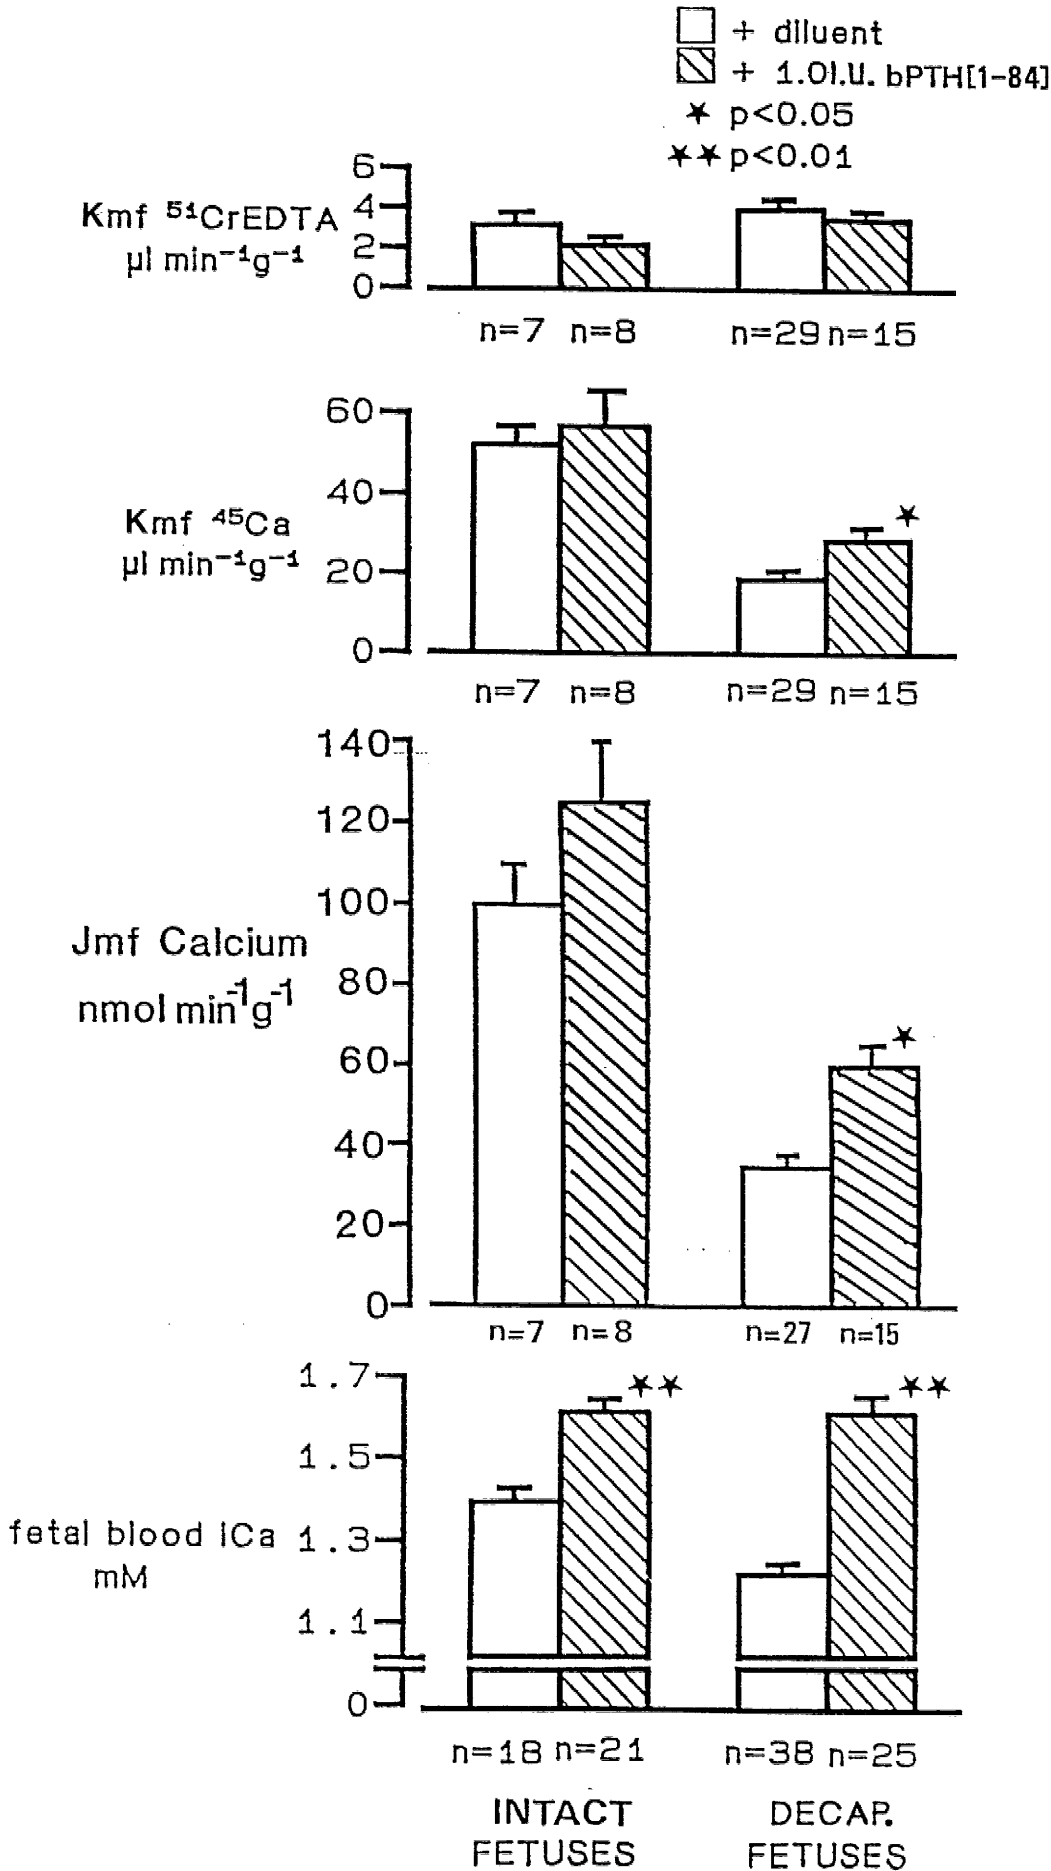 + diluent
+ 1.0I.U. bPTH[1-84]
★ p<0.05
★★ p<0.01
6
4
2
0
Kmf ⁵¹CrEDTA
µl min⁻¹g⁻¹
n=7 n=8 n=29 n=15
60
40
20
0
Kmf ⁴⁵Ca
µl min⁻¹g⁻¹
★
n=7 n=8 n=29 n=15
140
120
100
80
60
40
20
0
Jmf Calcium
nmol min⁻¹g⁻¹
★
n=7 n=8 n=27 n=15
1.7
1.5
1.3
1.1
0
fetal blood iCa
mM
★★ ★★
n=18 n=21 n=38 n=25
INTACT
FETUSES
DECAP.
FETUSES